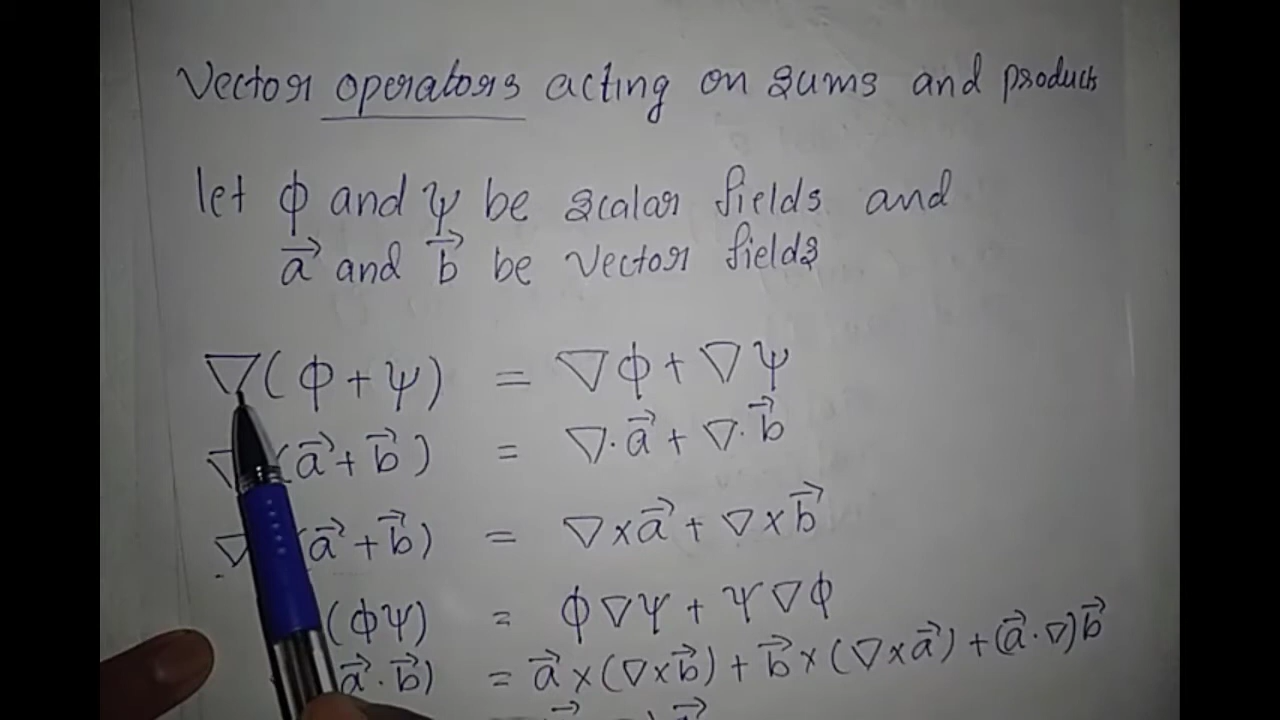 Vector operators acting on sums and products
let ϕ and ψ be scalar fields and
a⃗ and b⃗ be vector fields
∇(ϕ + ψ) = ∇ϕ + ∇ψ
(a⃗ + b⃗) = ∇·a⃗ + ∇·b⃗
∇ (a⃗ + b⃗) = ∇×a⃗ + ∇×b⃗
(ϕψ) = ϕ∇ψ + ψ∇ϕ
(a⃗·b⃗) = a⃗×(∇×b⃗) + b⃗×(∇×a⃗) + (a⃗·∇)b⃗